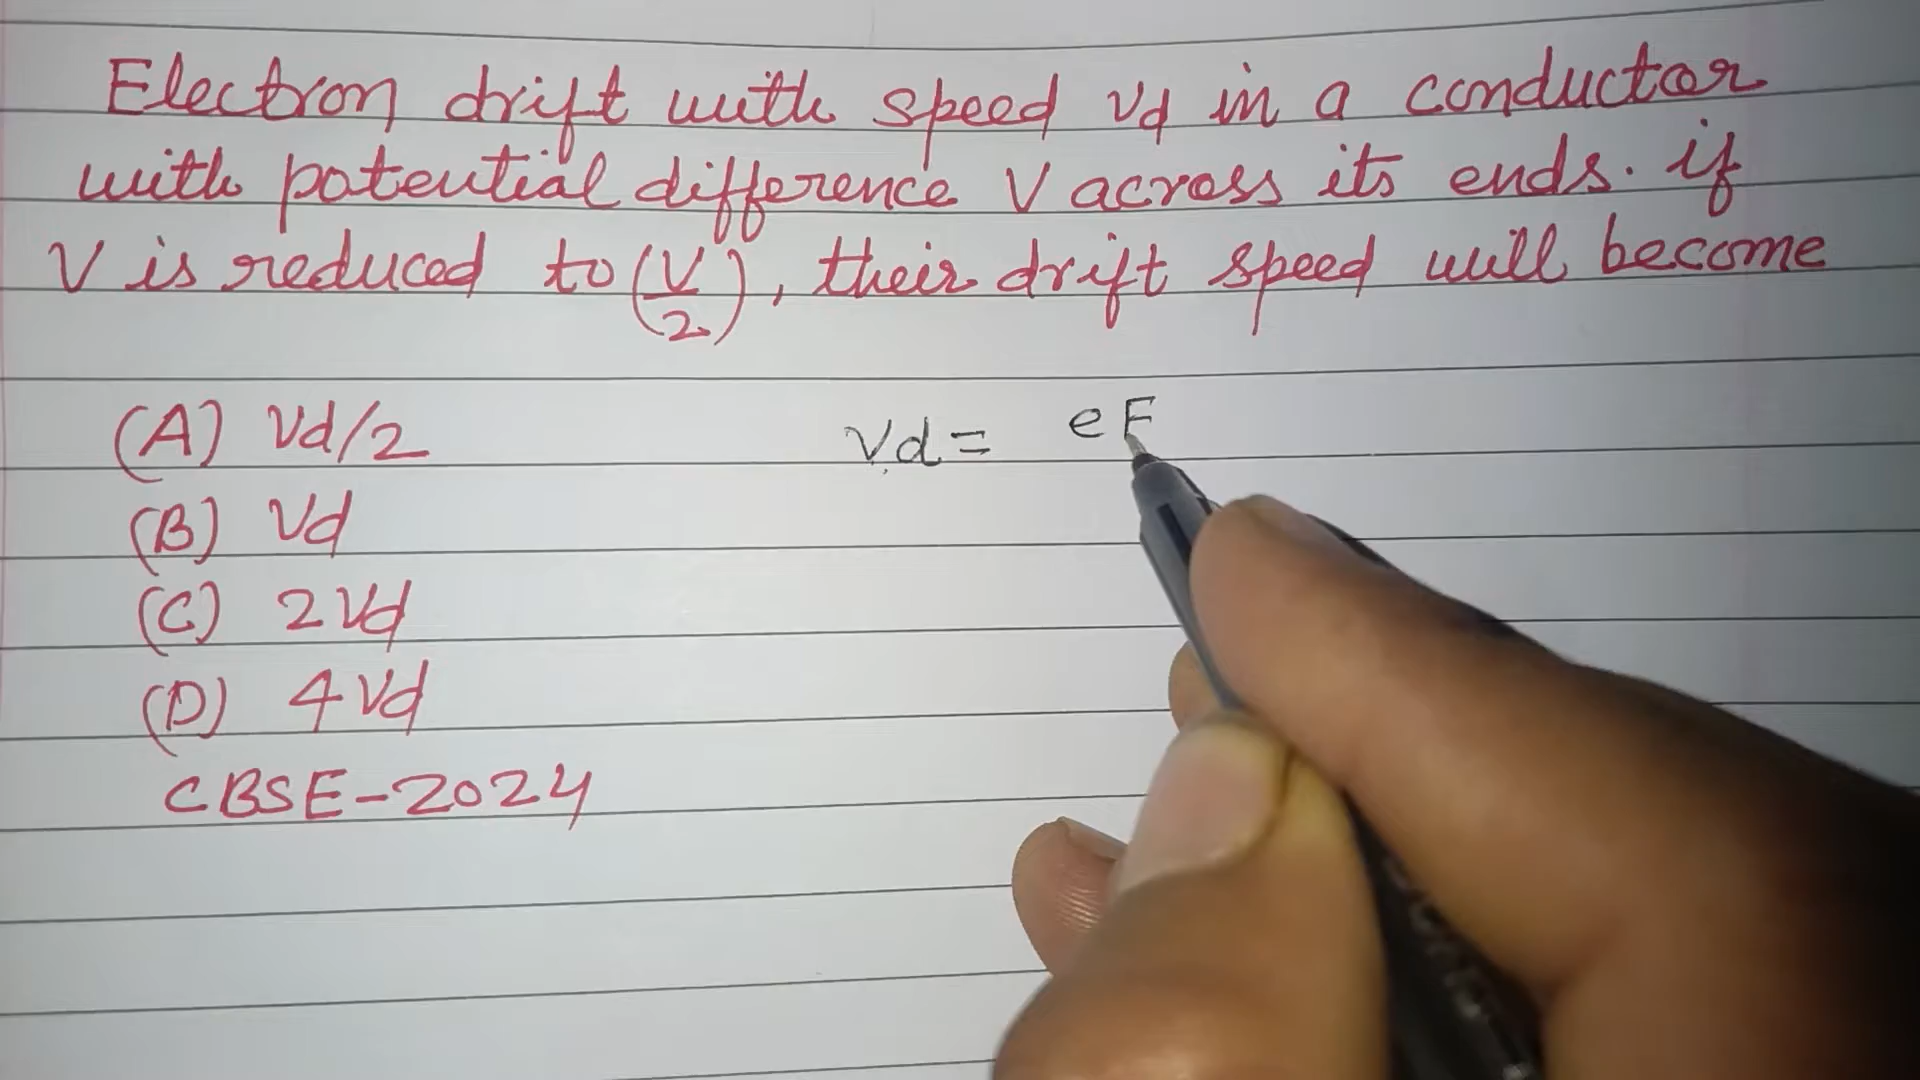 Electron drift with speed vd in a conductor
with potential difference V across its ends. if
V is reduced to (V/2), their drift speed will become
(A) Vd/2
Vd = eF
(B) Vd
(C) 2Vd
(D) 4Vd
CBSE-2024